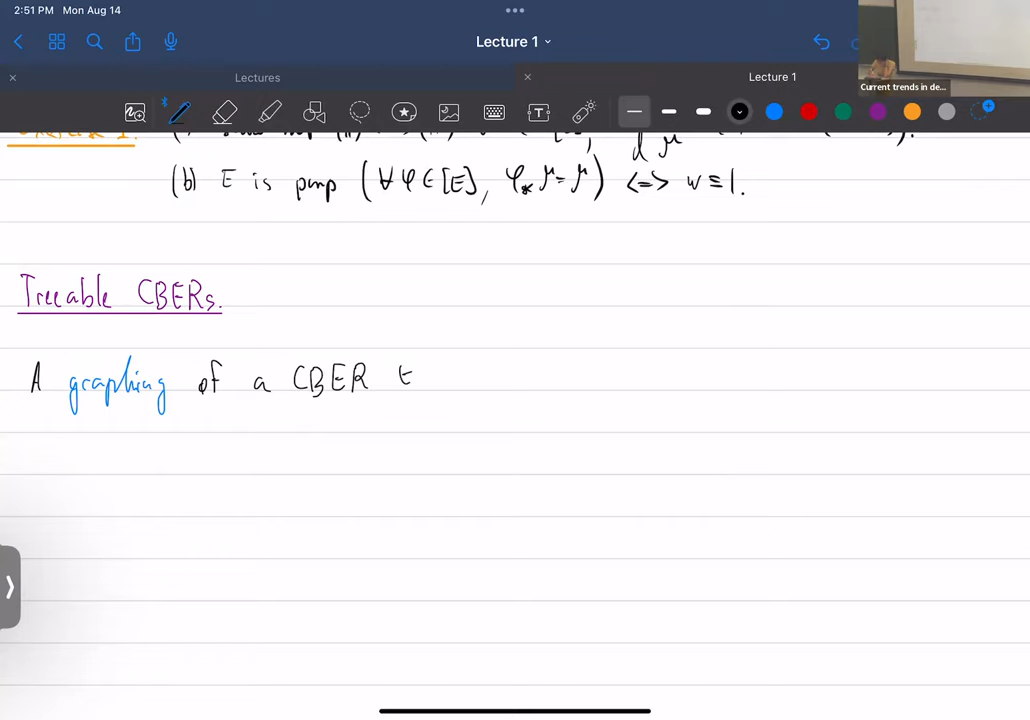 2:51 PM Mon Aug 14
Lecture 1
Lectures
Lecture 1
Current trends in de...
(b) E is pmp (∀ φ ∈ [E], φ_* μ = μ) <=> w ≡ 1.
Treeable CBERs.
A graphing of a CBER E